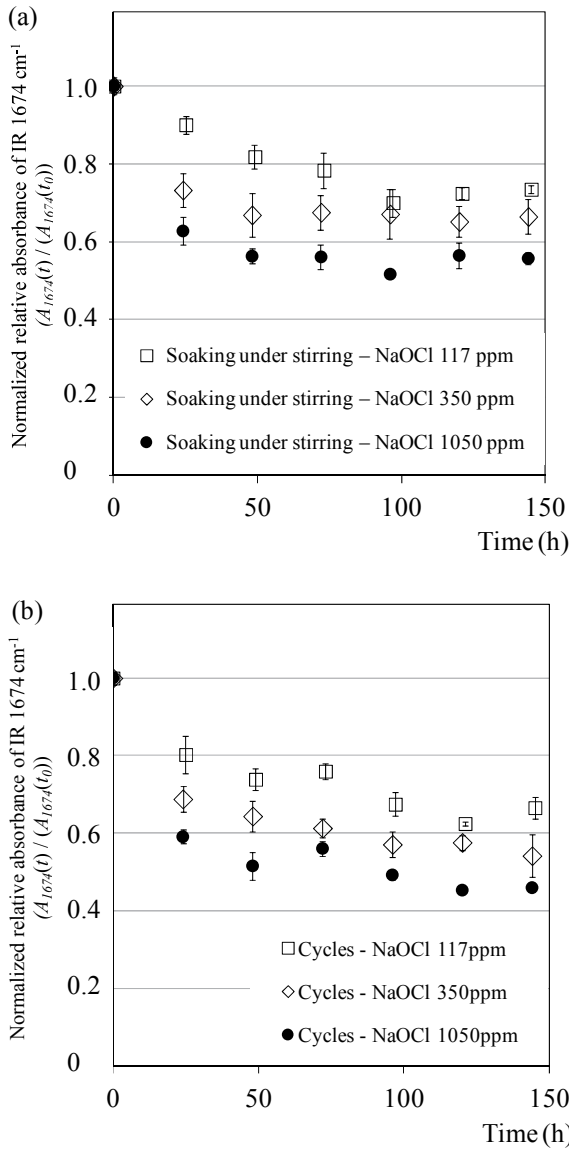 (a)
Normalized relative absorbance of IR 1674 cm⁻¹
(A₁₆₇₄(t) / (A₁₆₇₄(t₀))
1.0
0.8
0.6
0.4
0.2
0
□ Soaking under stirring – NaOCl 117 ppm
◇ Soaking under stirring – NaOCl 350 ppm
● Soaking under stirring – NaOCl 1050 ppm
0 50 100 150
Time (h)
(b)
Normalized relative absorbance of IR 1674 cm⁻¹
(A₁₆₇₄(t) / (A₁₆₇₄(t₀))
1.0
0.8
0.6
0.4
0.2
0
□ Cycles - NaOCl 117ppm
◇ Cycles - NaOCl 350ppm
● Cycles - NaOCl 1050ppm
0 50 100 150
Time (h)